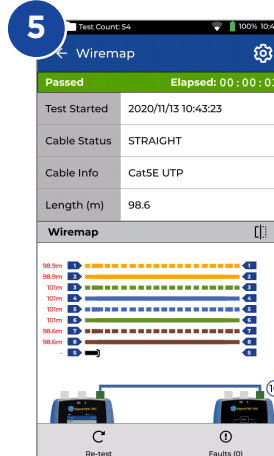 5
Test Count: 54
100% 10:4
← Wiremap
Passed
Elapsed: 00:00:0
Test Started 2020/11/13 10:43:23
Cable Status STRAIGHT
Cable Info Cat5E UTP
Length (m) 98.6
Wiremap
98.9m 1 1
98.9m 2 2
101m 3 3
101m 4 4
101m 5 5
101m 6 6
98.6m 7 7
98.6m 8 8
- S S
Re-test
Faults (0)